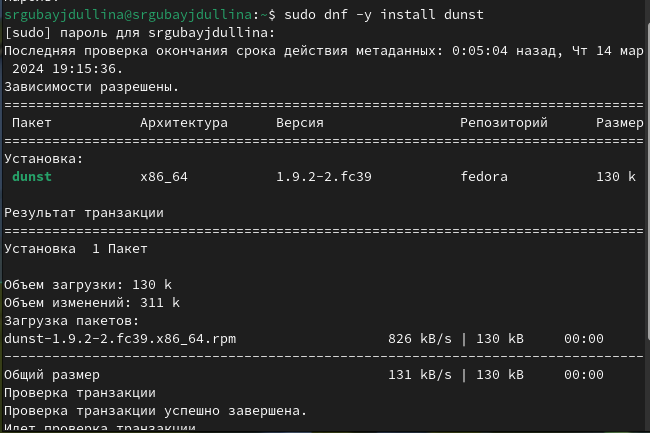 srgubayjdullina@srgubayjdullina:~$ sudo dnf -y install dunst
[sudo] пароль для srgubayjdullina:
Последняя проверка окончания срока действия метаданных: 0:05:04 назад, Чт 14 мар
2024 19:15:36.
Зависимости разрешены.
================================================================================
Пакет Архитектура Версия Репозиторий Размер
================================================================================
Установка:
dunst x86_64 1.9.2-2.fc39 fedora 130 k
Результат транзакции
================================================================================
Установка 1 Пакет
Объем загрузки: 130 k
Объем изменений: 311 k
Загрузка пакетов:
dunst-1.9.2-2.fc39.x86_64.rpm 826 kB/s | 130 kB 00:00
--------------------------------------------------------------------------------
Общий размер 131 kB/s | 130 kB 00:00
Проверка транзакции
Проверка транзакции успешно завершена.
Идет проверка транзакции